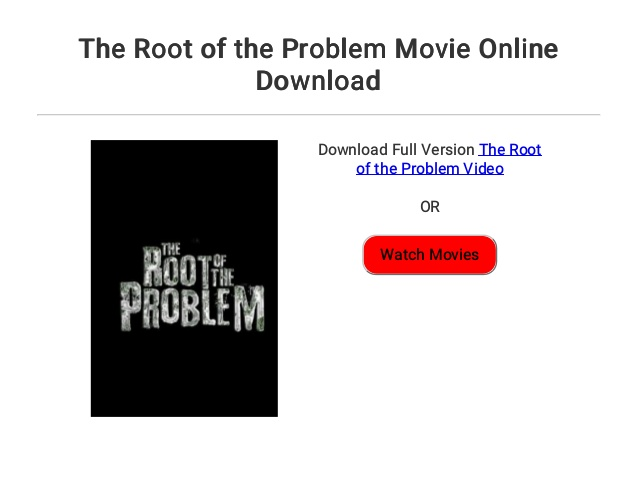 The Root of the Problem Movie Online
Download
THE
ROOT OF
THE
PROBLEM
Download Full Version The Root
of the Problem Video
OR
Watch Movies